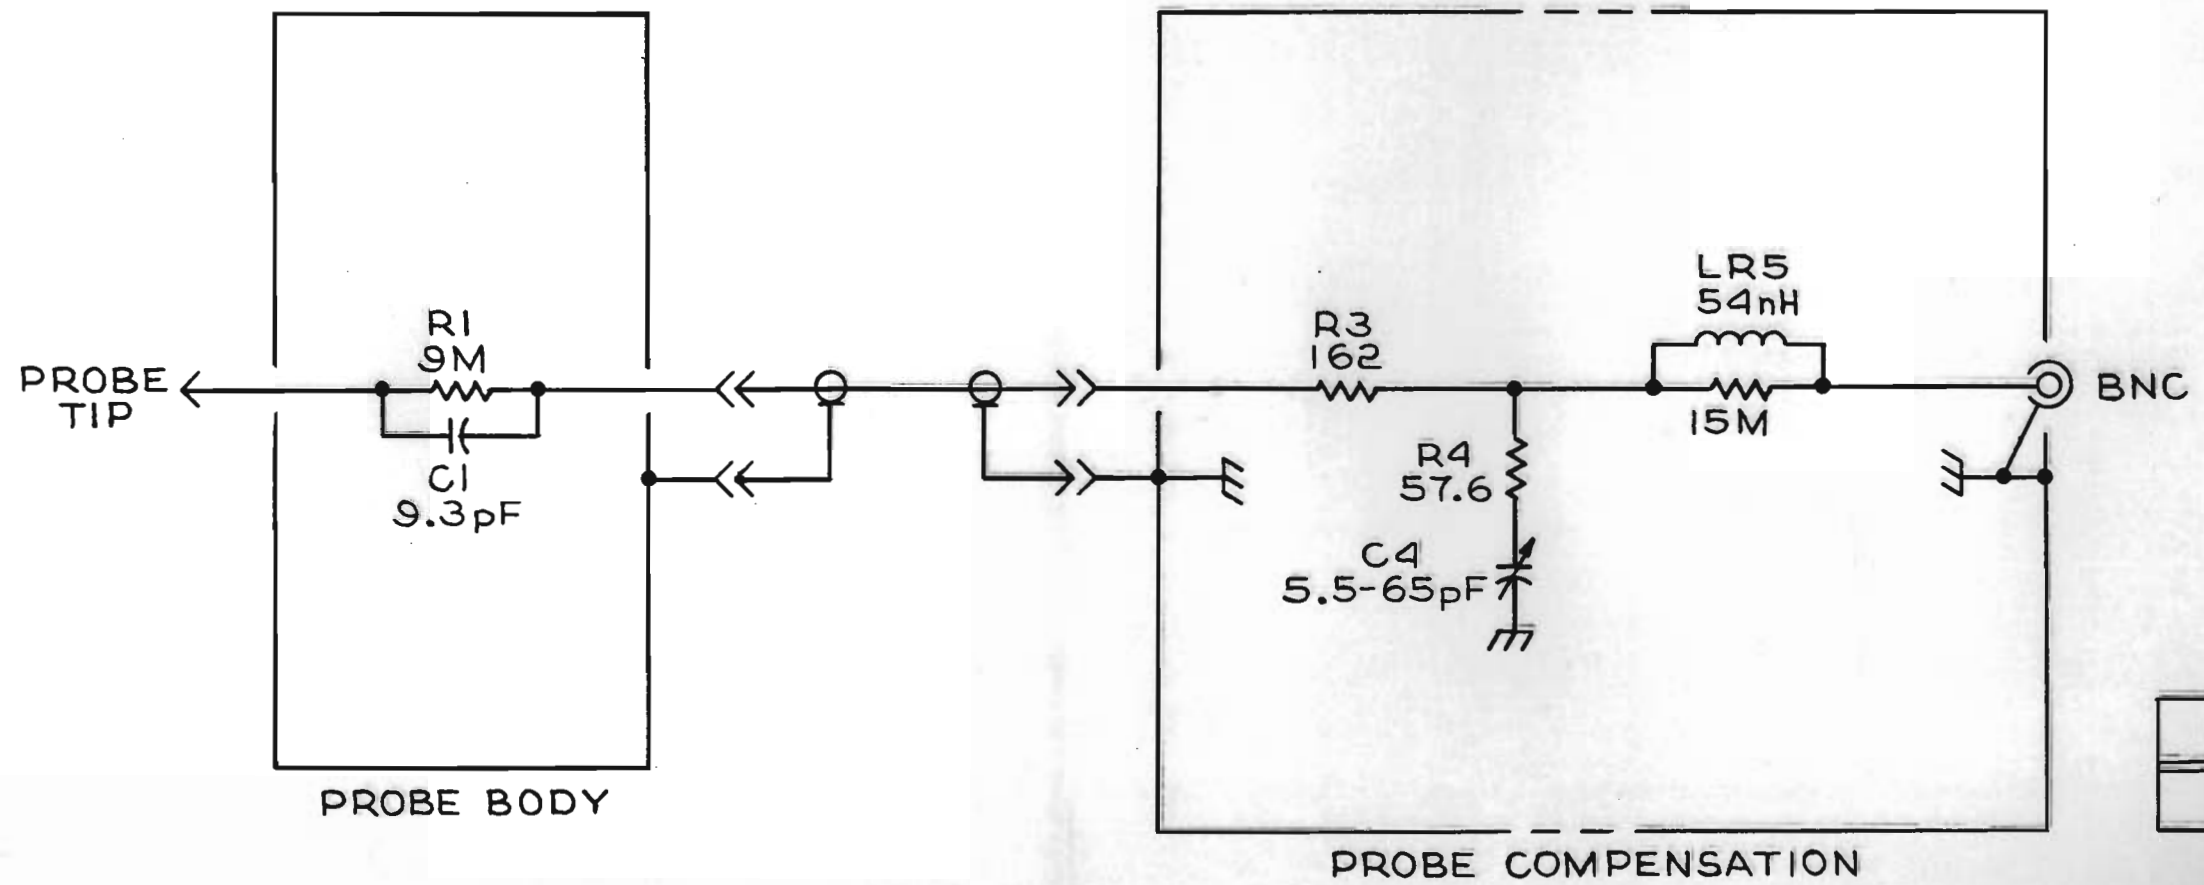 PROBE
TIP
R1
9M
C1
9.3pF
PROBE BODY
R3
162
R4
57.6
C4
5.5-65pF
LR5
54nH
15M
BNC
PROBE COMPENSATION